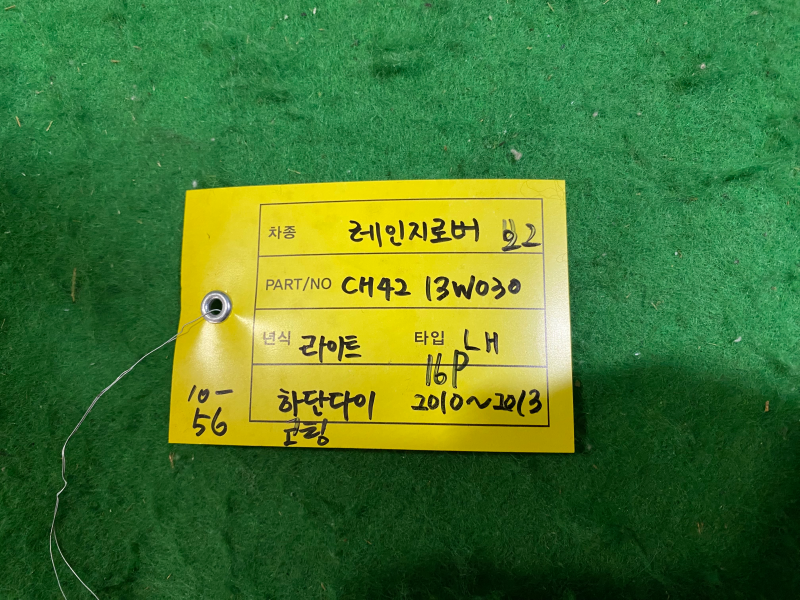 차종 레인지로버
PART/NO CH42 13W030
년식 라이트 타입 LH
16P
하단다이 2010~2013
코팅
10-
56